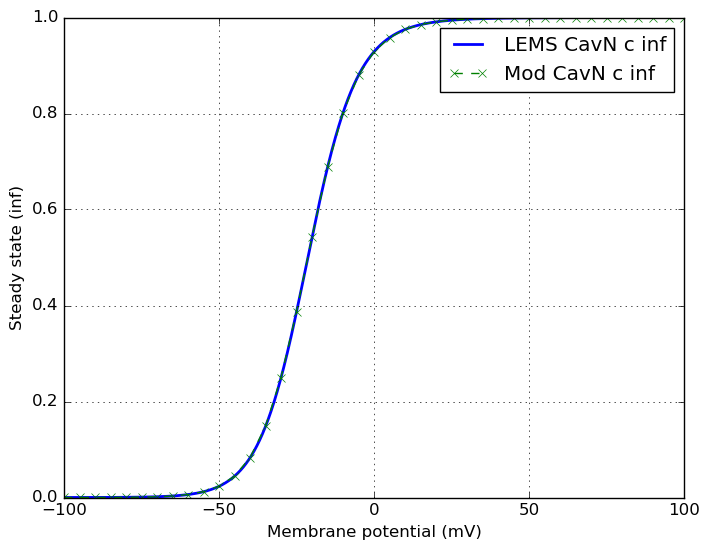 1.0
LEMS CavN c inf
Mod CavN c inf
0.8
0.6
0.4
0.2
0.0
Steady state (inf)
−100
−50
0
50
100
Membrane potential (mV)